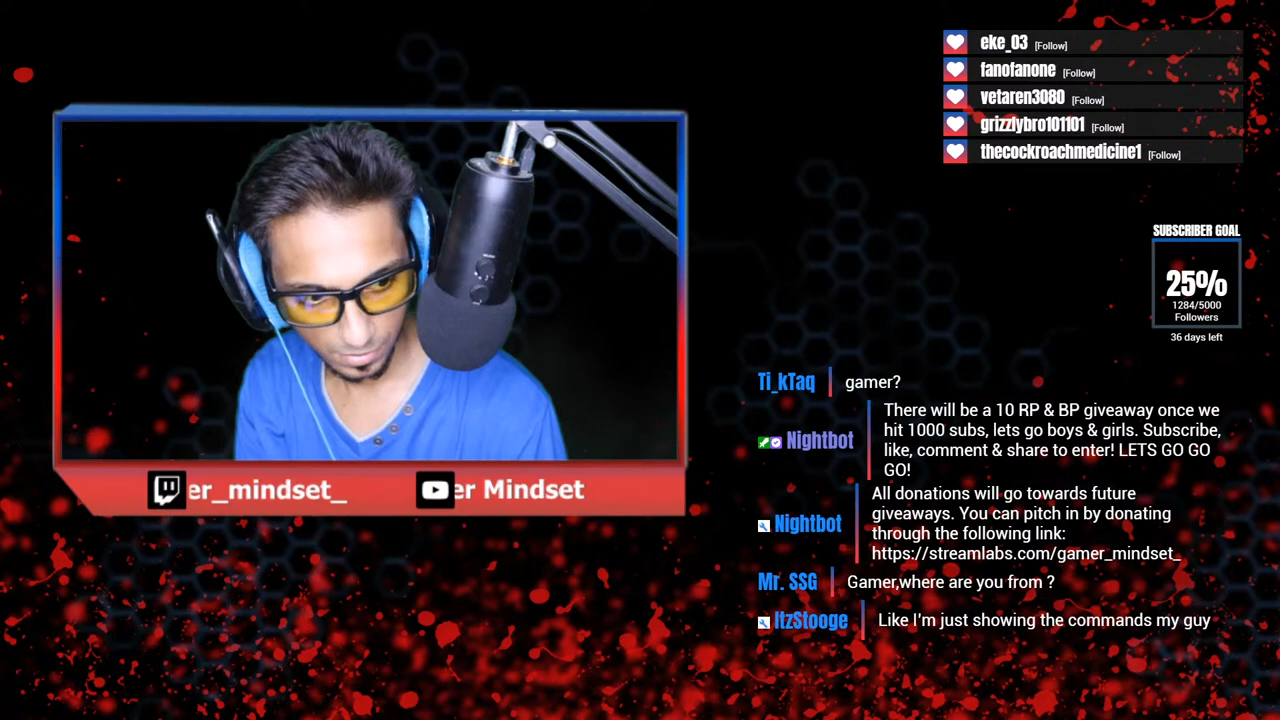 eke_03 [Follow]
fanofanone [Follow]
vetaren3080 [Follow]
grizzlybro101101 [Follow]
thecockroachmedicine1 [Follow]
SUBSCRIBER GOAL
25%
1284/5000
Followers
36 days left
Ti_kTaq gamer?
Nightbot There will be a 10 RP & BP giveaway once we
hit 1000 subs, lets go boys & girls. Subscribe,
like, comment & share to enter! LETS GO GO
GO!
Nightbot All donations will go towards future
giveaways. You can pitch in by donating
through the following link:
https://streamlabs.com/gamer_mindset_
Mr. SSG Gamer,where are you from ?
ItzStooge Like I'm just showing the commands my guy
er_mindset_ er Mindset